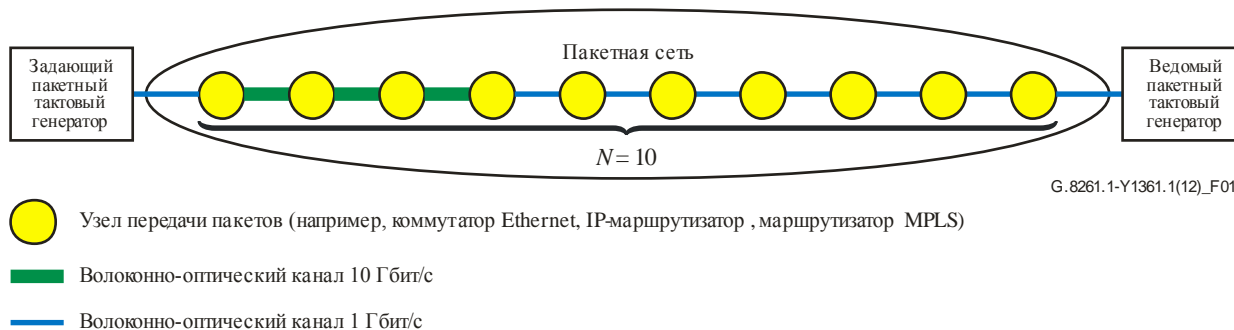 Пакетная сеть
Задающий
пакетный
тактовый
генератор
Ведомый
пакетный
тактовый
генератор
N = 10
G.8261.1-Y1361.1(12)_F01
Узел передачи пакетов (например, коммутатор Ethernet, IP-маршрутизатор , маршрутизатор MPLS)
Волоконно-оптический канал 10 Гбит/с
Волоконно-оптический канал 1 Гбит/с